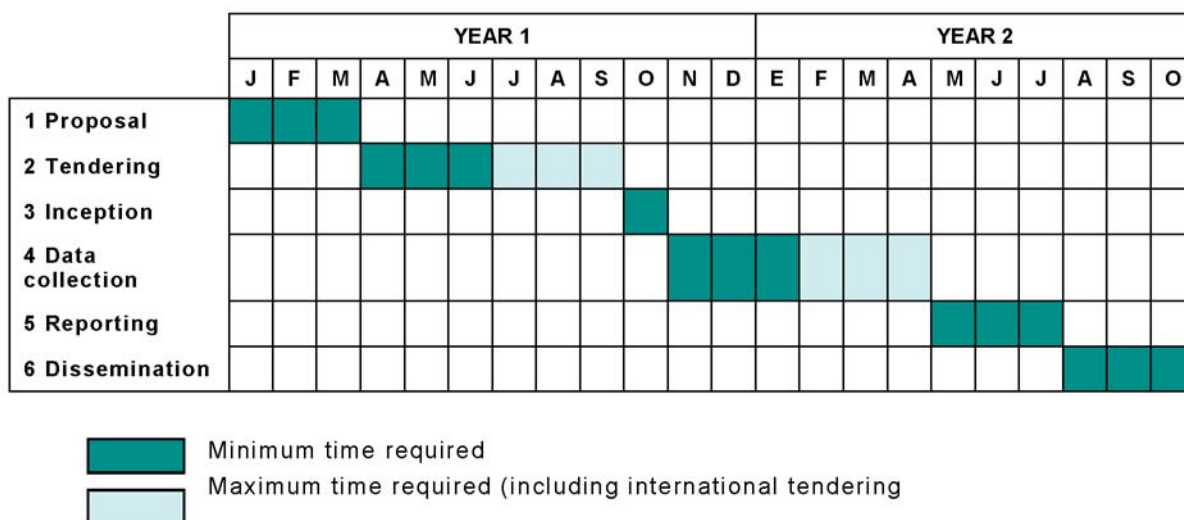 YEAR 1 YEAR 2
J F M A M J J A S O N D E F M A M J J A S O
1 Proposal
2 Tendering
3 Inception
4 Data
collection
5 Reporting
6 Dissemination
Minimum time required
Maximum time required (including international tendering